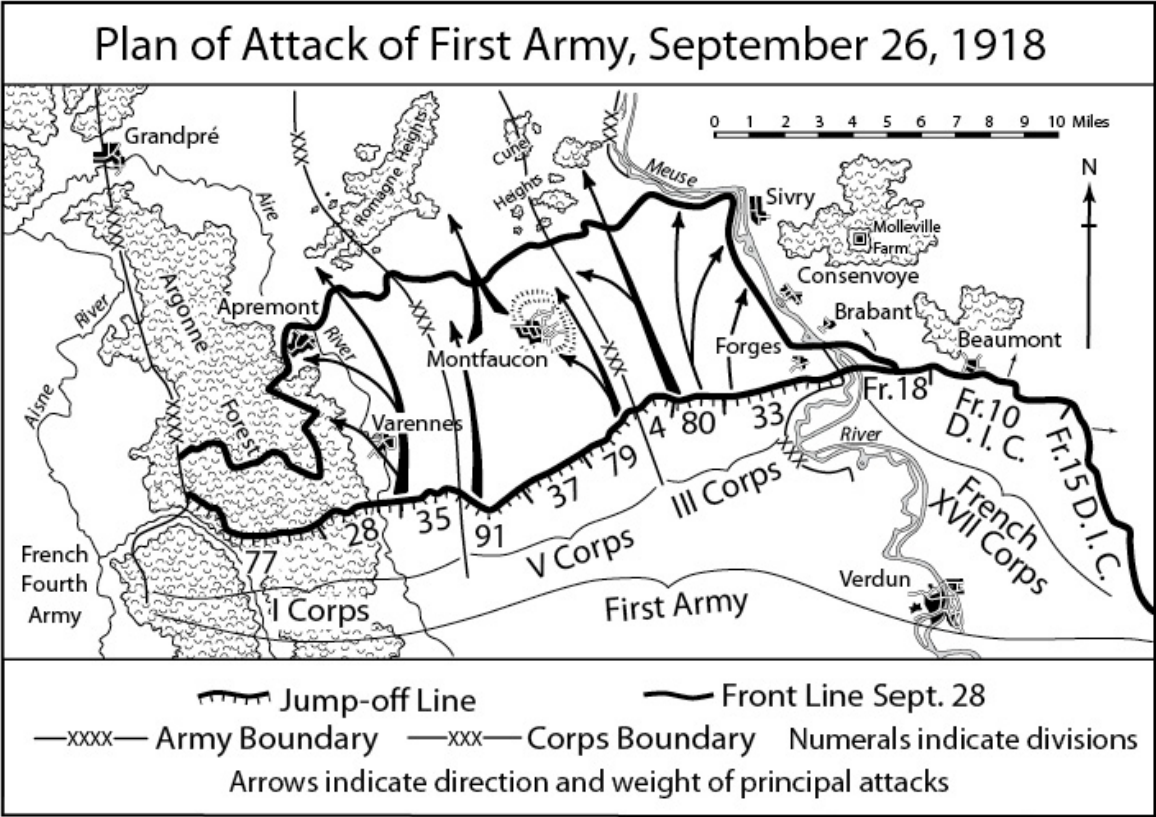 Plan of Attack of First Army, September 26, 1918
0 1 2 3 4 5 6 7 8 9 10 Miles
N
Grandpré
Aire
Romagne Heights
Cunel
Heights
Meuse
Sivry
Molleville
Farm
Consenvoye
Brabant
Beaumont
Forges
River
Argonne
Forest
Apremont
River
Montfaucon
Varennes
Aisne
Fr.18
Fr.10
D. I. C.
Fr.15 D. I. C.
77
28
35
91
37
79
4
80
33
River
French
XVII Corps
III Corps
V Corps
I Corps
First Army
French
Fourth
Army
Verdun
Jump-off Line
Front Line Sept. 28
XXXX Army Boundary
XXX Corps Boundary
Numerals indicate divisions
Arrows indicate direction and weight of principal attacks